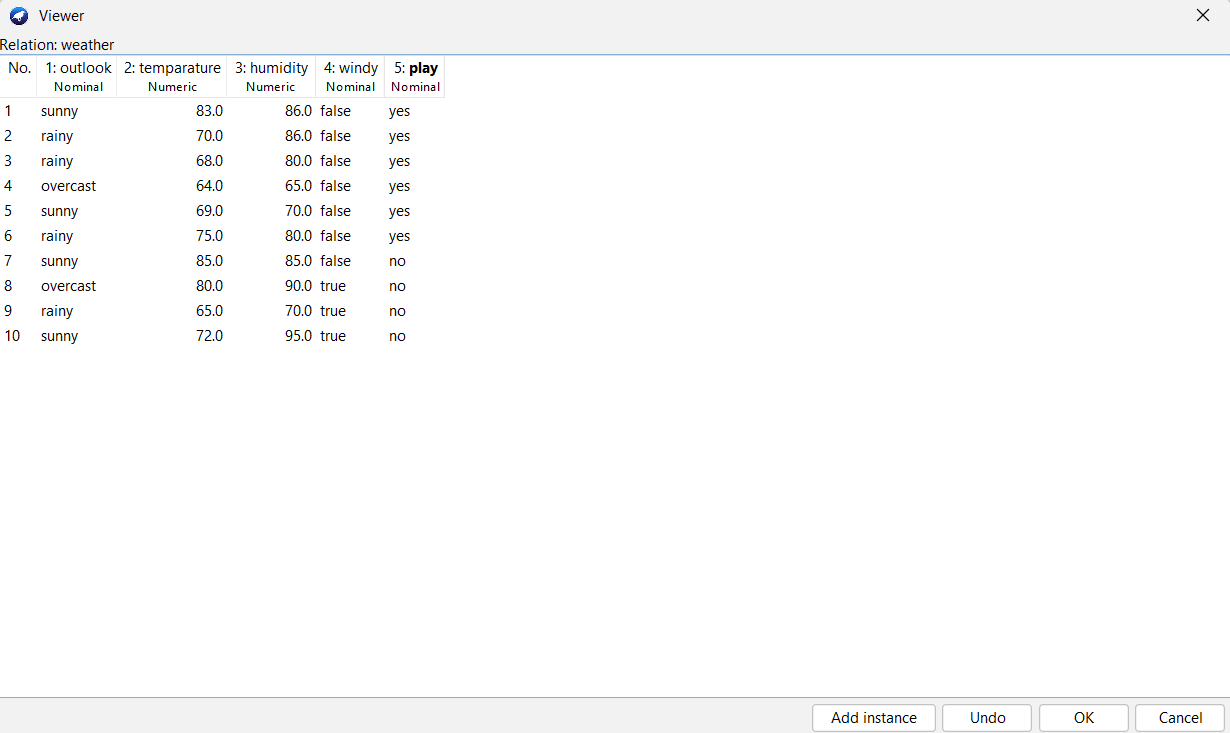 Viewer
Relation: weather
No. 1: outlook 2: temparature 3: humidity 4: windy 5: play
Nominal Numeric Numeric Nominal Nominal
1 sunny 83.0 86.0 false yes
2 rainy 70.0 86.0 false yes
3 rainy 68.0 80.0 false yes
4 overcast 64.0 65.0 false yes
5 sunny 69.0 70.0 false yes
6 rainy 75.0 80.0 false yes
7 sunny 85.0 85.0 false no
8 overcast 80.0 90.0 true no
9 rainy 65.0 70.0 true no
10 sunny 72.0 95.0 true no
Add instance Undo OK Cancel